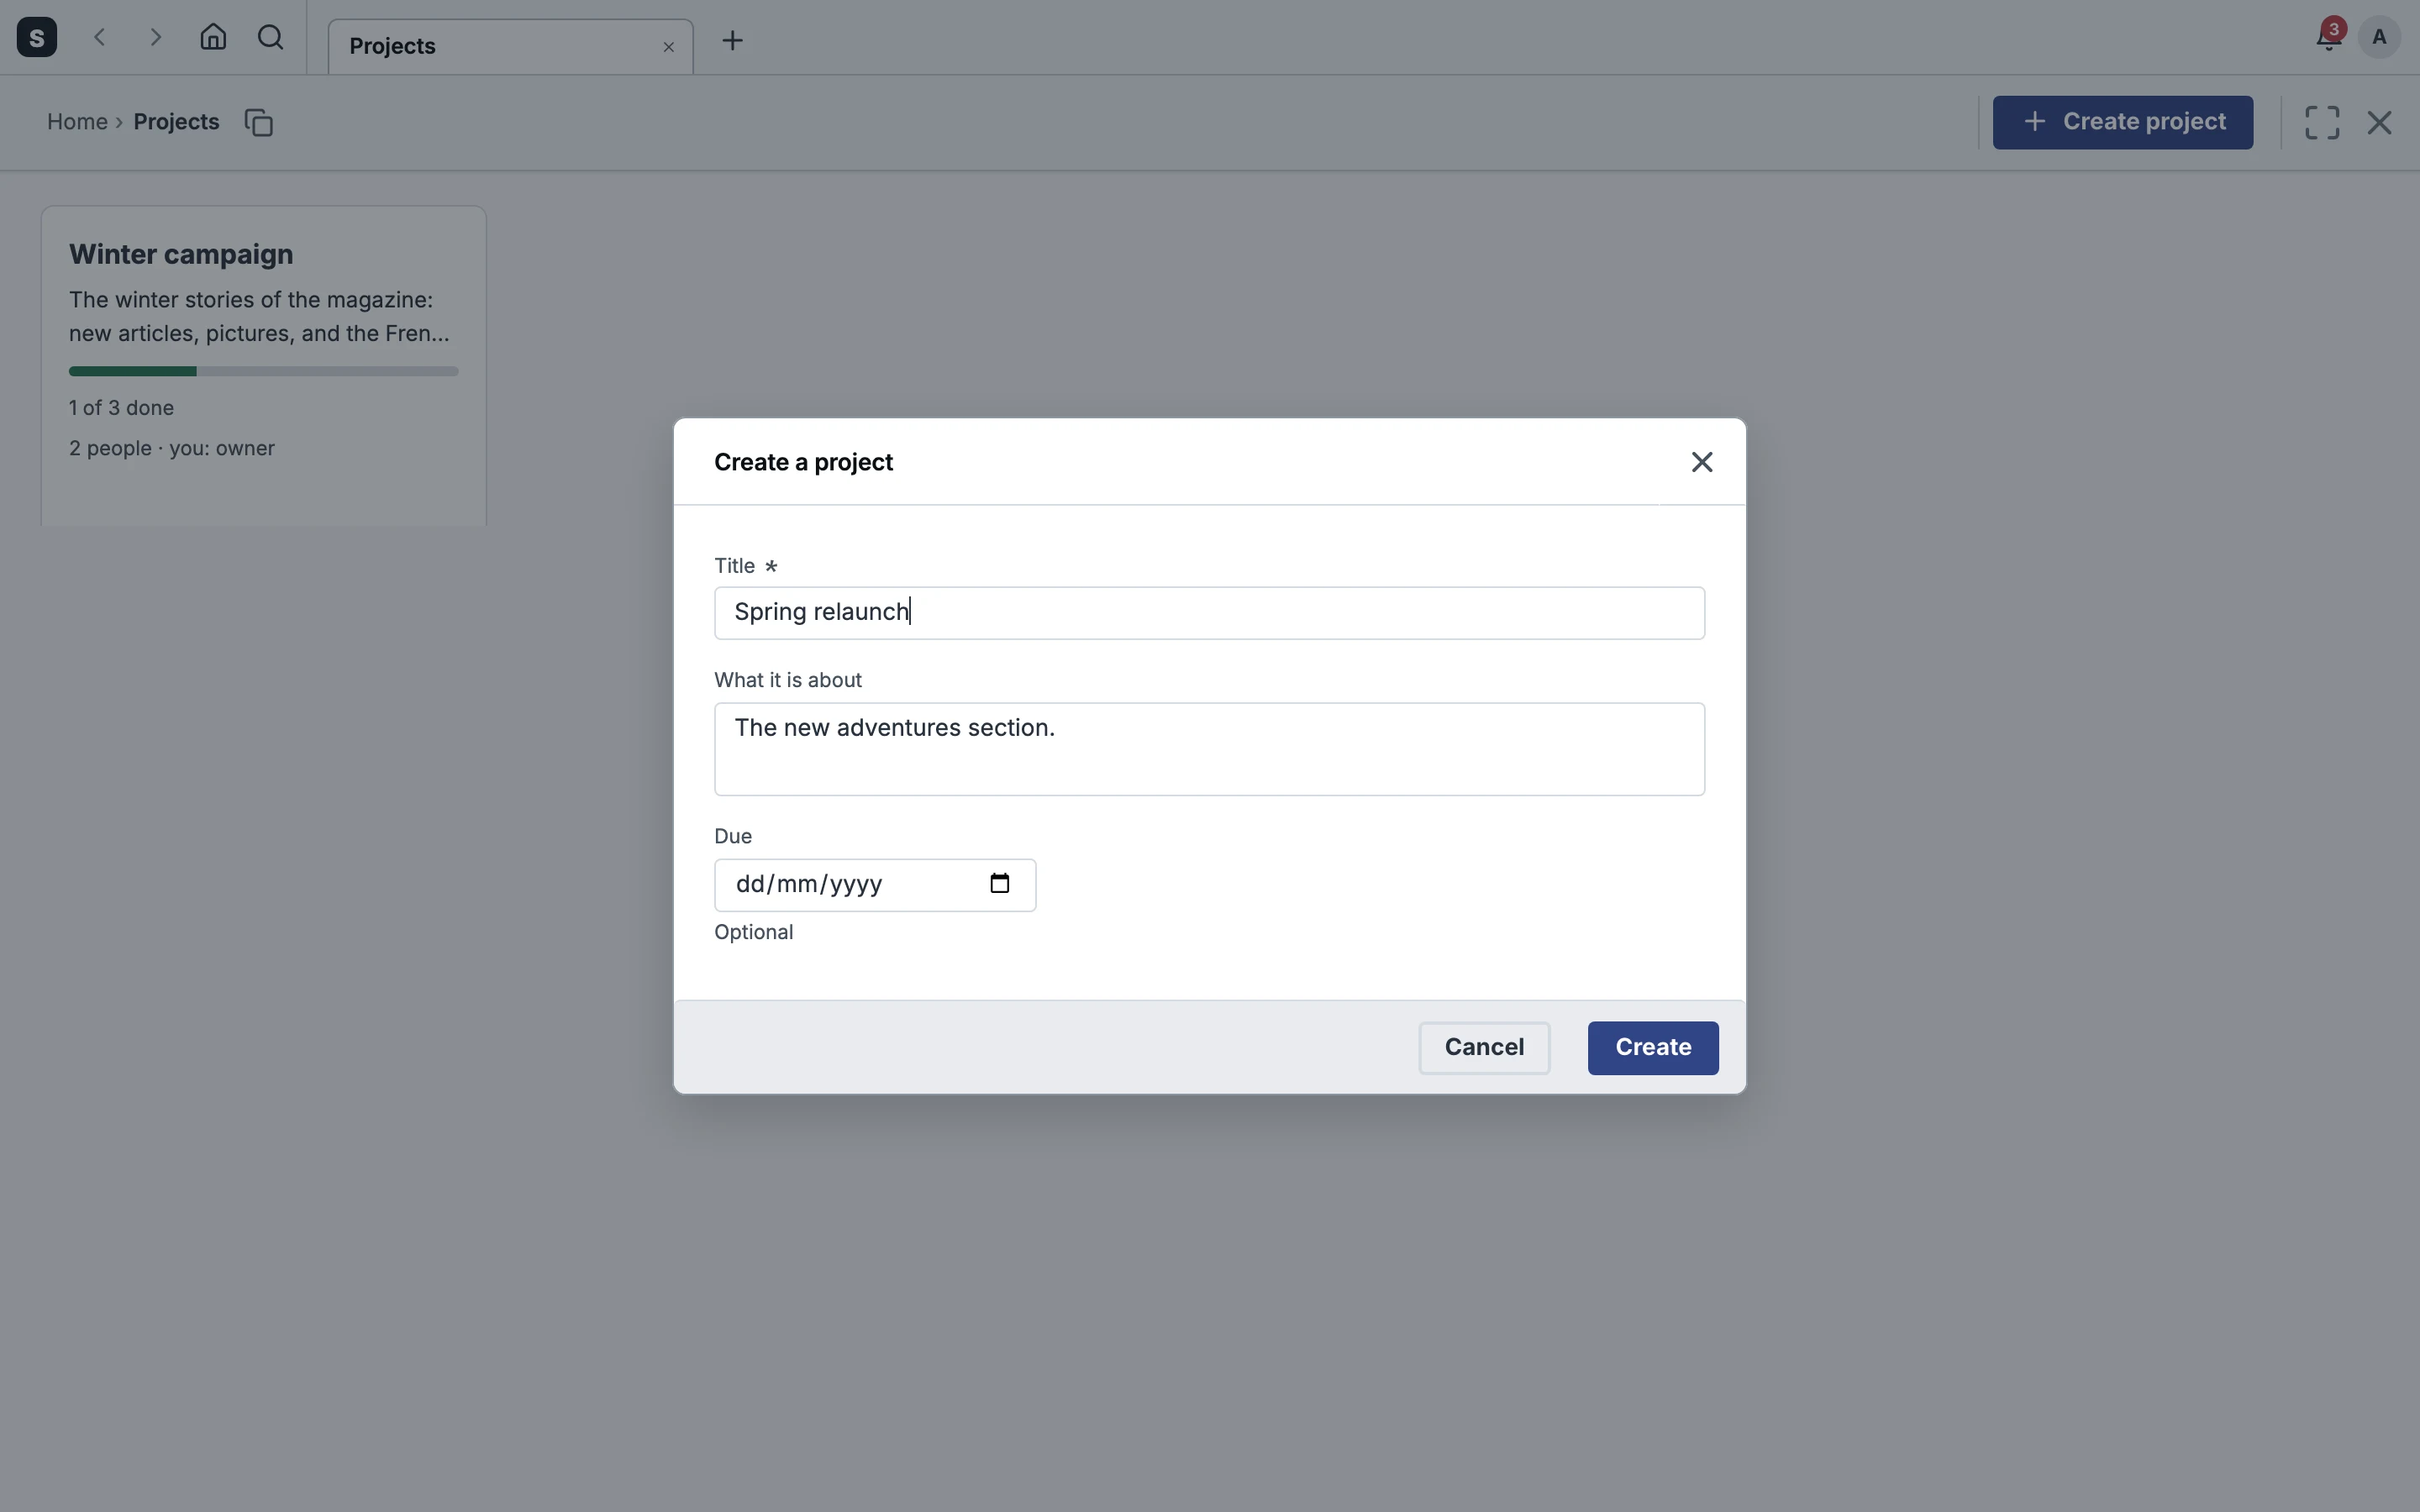 S
Projects
3
A
Home › Projects
Create project
Winter campaign
The winter stories of the magazine:
new articles, pictures, and the Fren...
1 of 3 done
2 people · you: owner
Create a project
Title *
Spring relaunch
What it is about
The new adventures section.
Due
dd/mm/yyyy
Optional
Cancel
Create